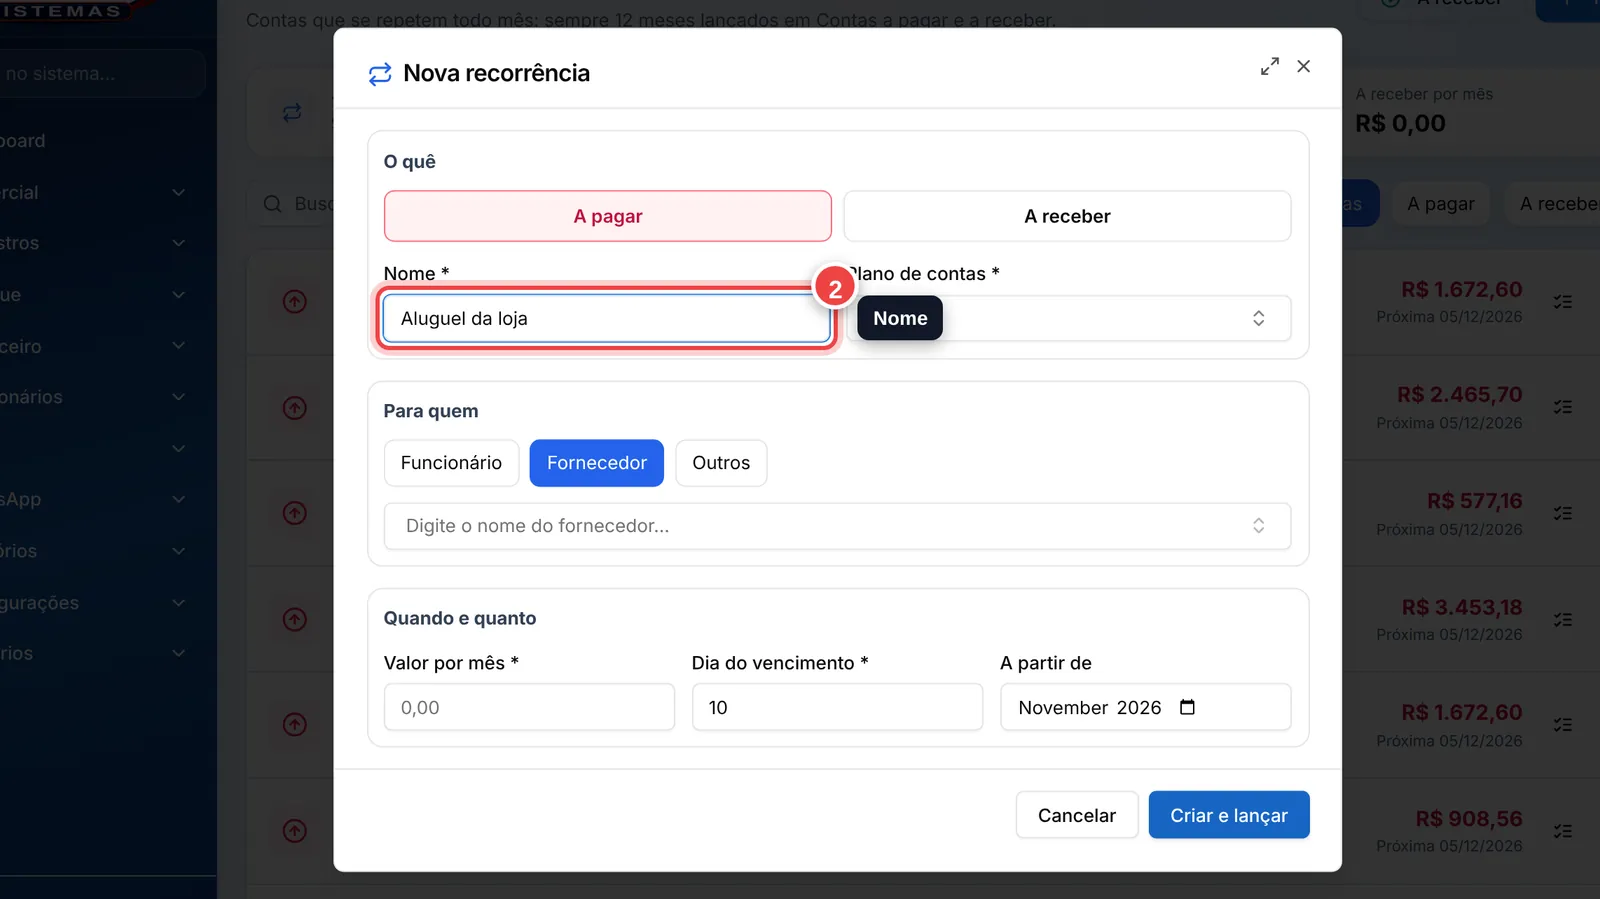 ISTEMAS
Contas que se repetem todo mês: sempre 12 meses lançados em Contas a pagar e a receber.
A receber
no sistema...
Nova recorrência
A receber por mês
R$ 0,00
board
rcial
stros
ue
ceiro
onários
sApp
órios
gurações
rios
Busc
as
A pagar
A recebe
O quê
A pagar
A receber
Nome *
2
Plano de contas *
Aluguel da loja
Nome
R$ 1.672,60
Próxima 05/12/2026
Para quem
R$ 2.465,70
Próxima 05/12/2026
Funcionário
Fornecedor
Outros
Digite o nome do fornecedor...
R$ 577,16
Próxima 05/12/2026
Quando e quanto
R$ 3.453,18
Próxima 05/12/2026
Valor por mês *
Dia do vencimento *
A partir de
0,00
10
November 2026
R$ 1.672,60
Próxima 05/12/2026
Cancelar
Criar e lançar
R$ 908,56
Próxima 05/12/2026